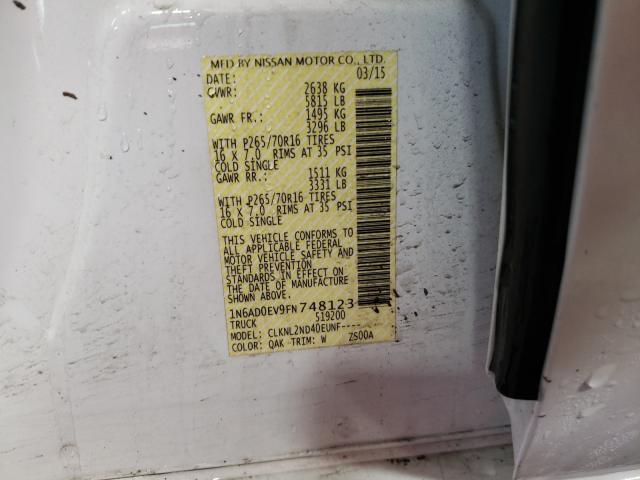 MFD BY NISSAN MOTOR CO., LTD.
DATE: 03/15
GVWR: 2638 KG
5815 LB
GAWR FR.: 1495 KG
3296 LB
WITH P265/70R16 TIRES
16 X 7.0 RIMS AT 35 PSI
COLD SINGLE
GAWR RR.: 1511 KG
3331 LB
WITH P265/70R16 TIRES
16 X 7.0 RIMS AT 35 PSI
COLD SINGLE
THIS VEHICLE CONFORMS TO
ALL APPLICABLE FEDERAL
MOTOR VEHICLE SAFETY AND
THEFT PREVENTION
STANDARDS IN EFFECT ON
THE DATE OF MANUFACTURE
SHOWN ABOVE.
1N6AD0EV9FN748123
TRUCK 519200
MODEL: CLKNL2ND40EUNF----
COLOR: QAK TRIM: W ZS00A